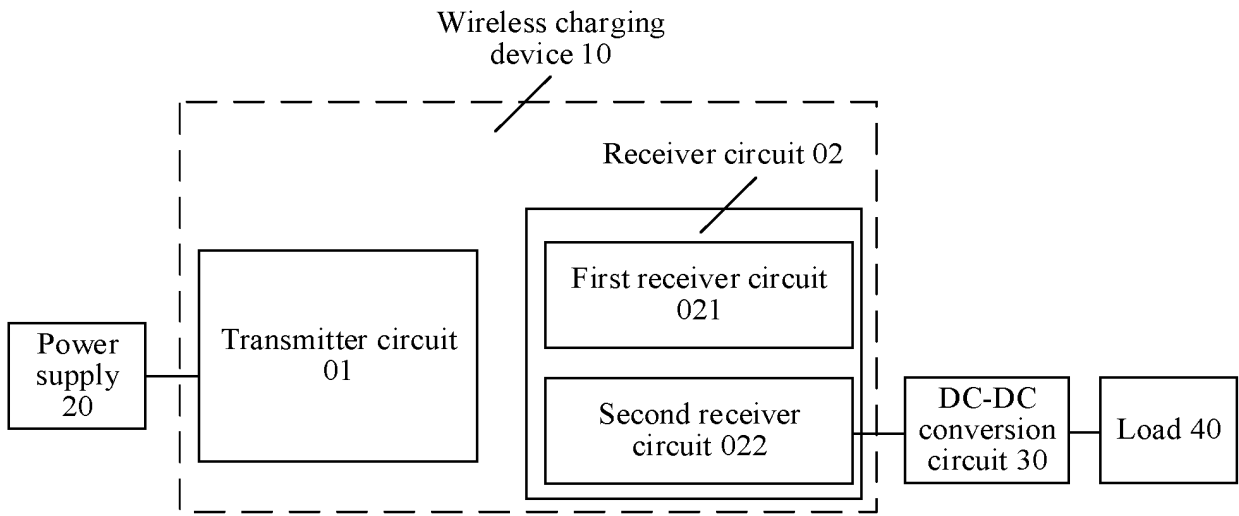 Wireless charging
device 10
Receiver circuit 02
First receiver circuit
021
Transmitter circuit
01
Power
supply
20
Second receiver
circuit 022
DC-DC
conversion
circuit 30
Load 40